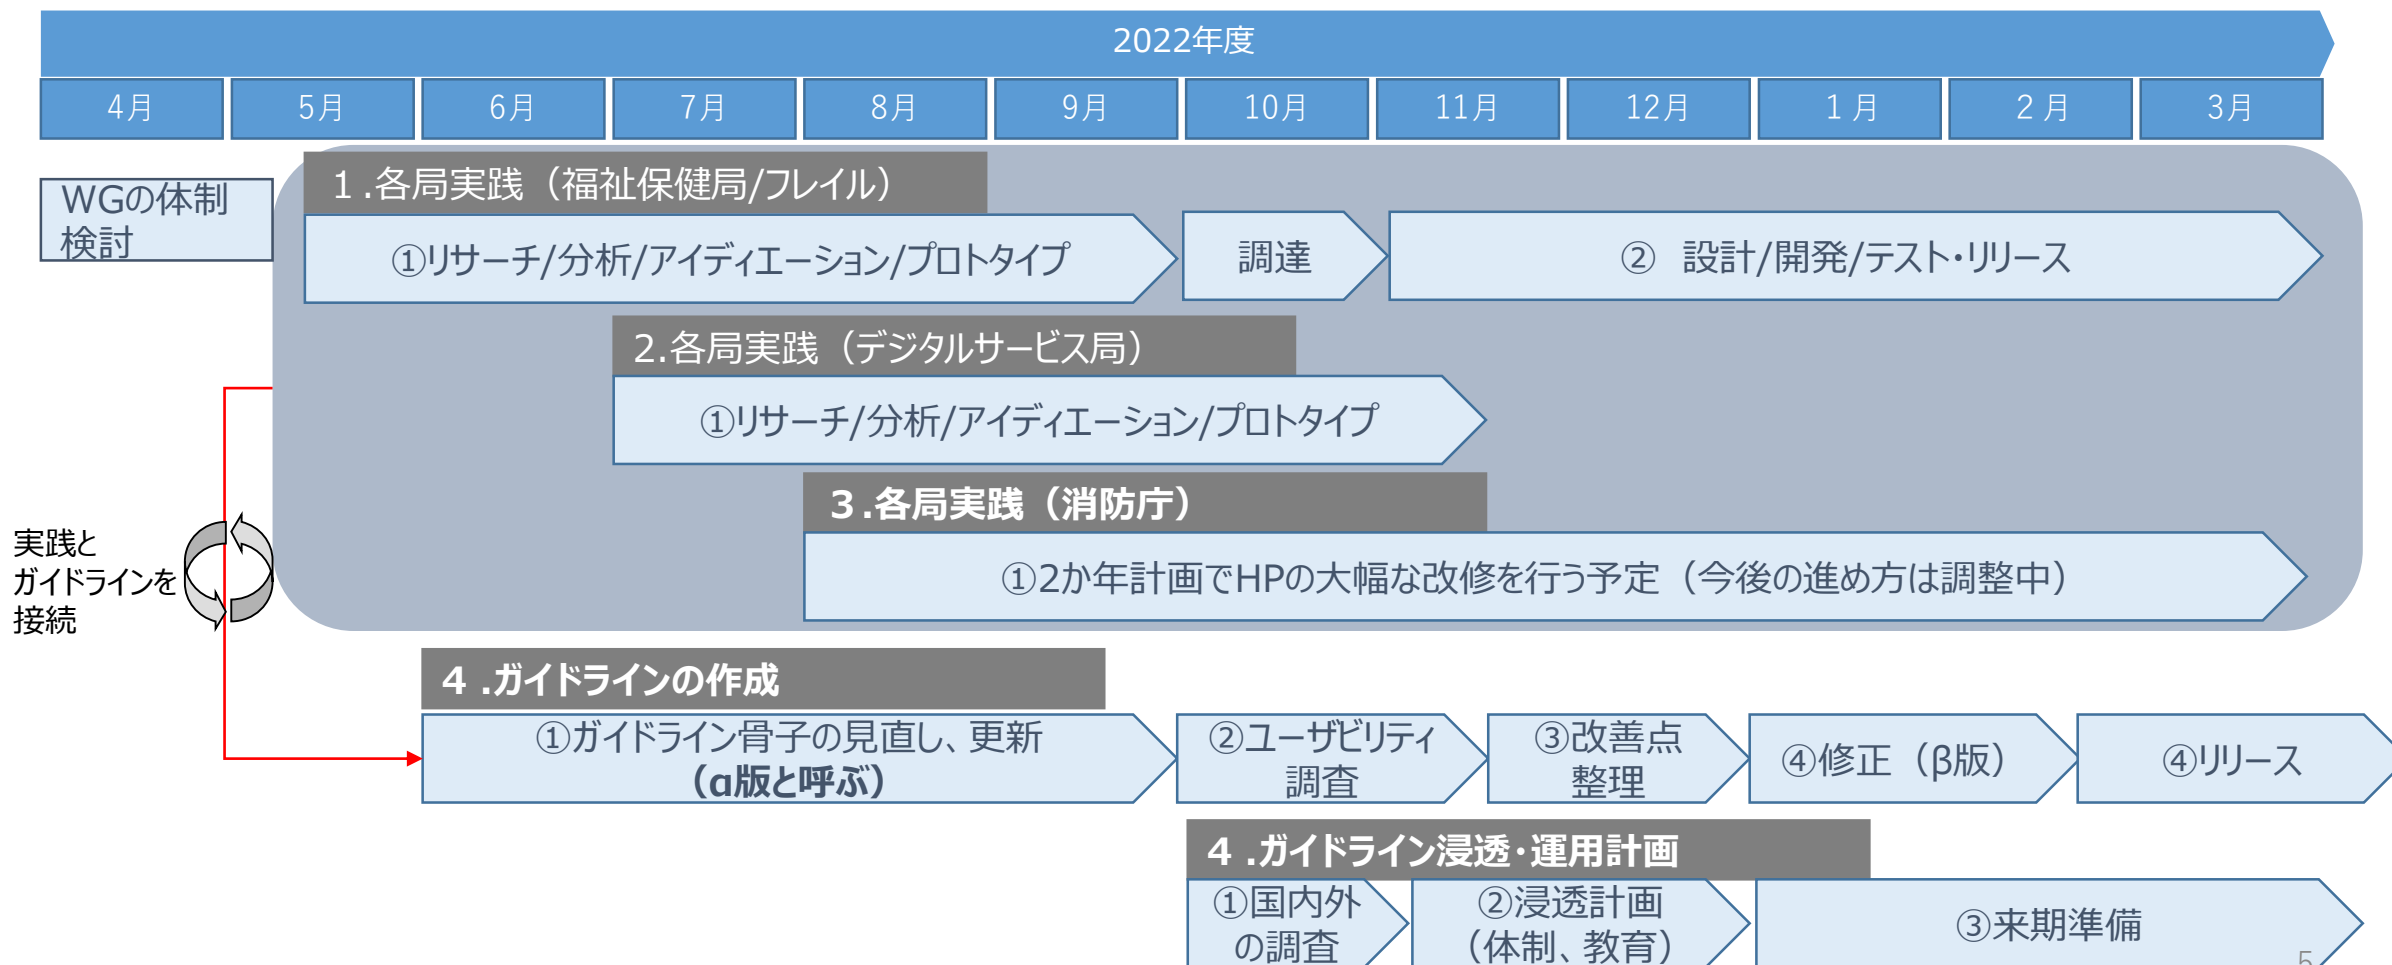 2022年度
4月
5月
6月
7月
8月
9月
10月
11月
12月
1 月
2 月
3月
WGの体制
検討
１.各局実践（福祉保健局/フレイル）
①リサーチ/分析/アイディエーション/プロトタイプ
調達
② 設計/開発/テスト・リリース
2.各局実践（デジタルサービス局）
①リサーチ/分析/アイディエーション/プロトタイプ
３.各局実践（消防庁）
①2か年計画でHPの大幅な改修を行う予定（今後の進め方は調整中）
実践と
ガイドラインを
接続
４.ガイドラインの作成
①ガイドライン骨子の見直し、更新
（α版と呼ぶ）
②ユーザビリティ
調査
③改善点
整理
④修正（β版）
④リリース
４.ガイドライン浸透・運用計画
①国内外
の調査
②浸透計画
（体制、教育）
③来期準備
5